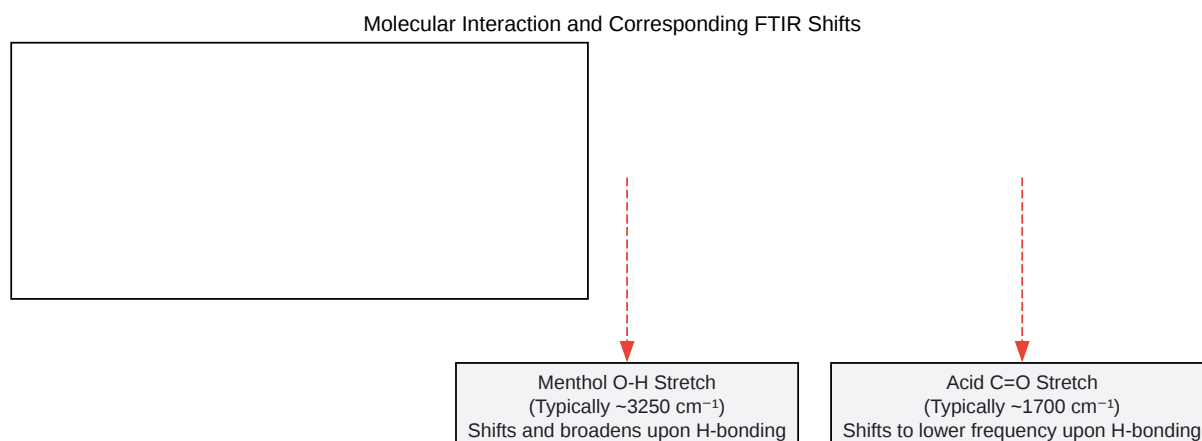 Molecular Interaction and Corresponding FTIR Shifts
Menthol O-H Stretch
(Typically ~3250 cm⁻¹)
Shifts and broadens upon H-bonding
Acid C=O Stretch
(Typically ~1700 cm⁻¹)
Shifts to lower frequency upon H-bonding